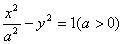 x²/a² − y² = 1(a > 0)